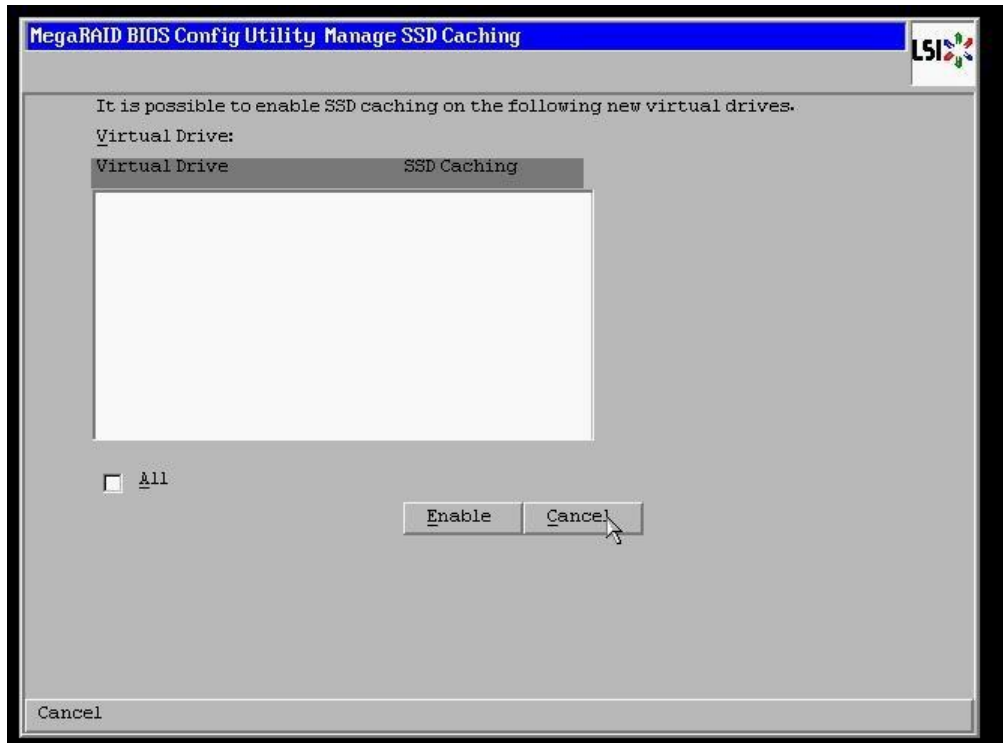 MegaRAID BIOS Config Utility Manage SSD Caching
LSI
It is possible to enable SSD caching on the following new virtual drives.
Virtual Drive:
Virtual Drive SSD Caching
All
Enable Cancel
Cancel